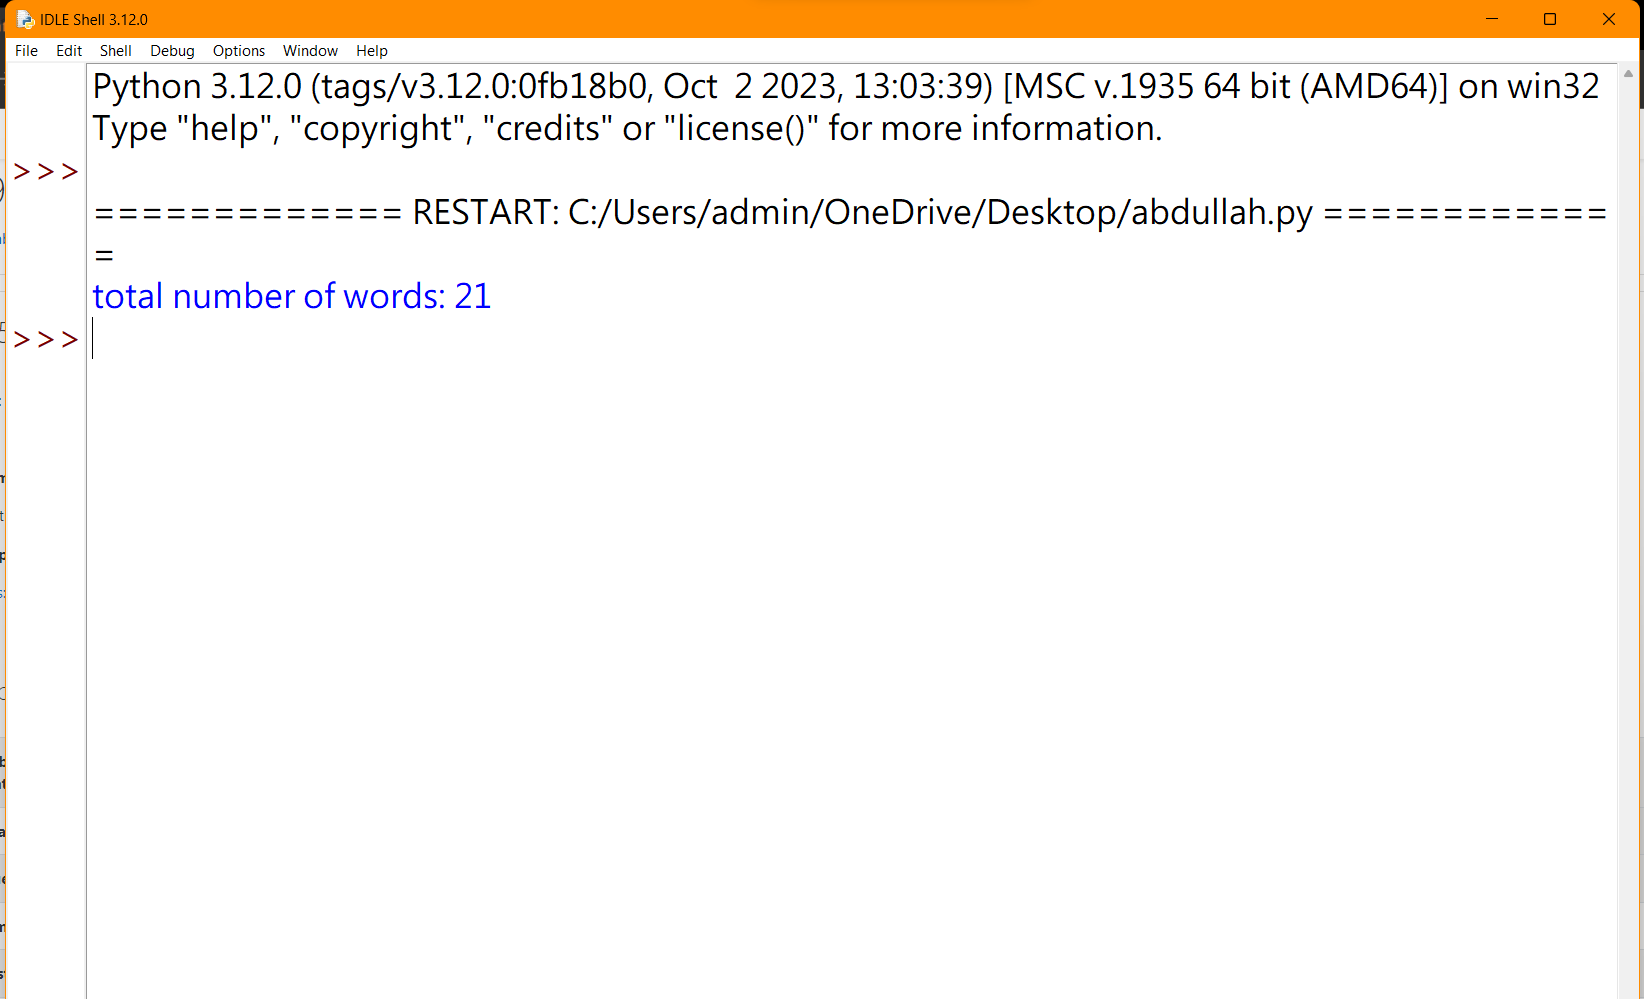 IDLE Shell 3.12.0
File Edit Shell Debug Options Window Help
Python 3.12.0 (tags/v3.12.0:0fb18b0, Oct  2 2023, 13:03:39) [MSC v.1935 64 bit (AMD64)] on win32
Type "help", "copyright", "credits" or "license()" for more information.
>>>
============= RESTART: C:/Users/admin/OneDrive/Desktop/abdullah.py ============
=
total number of words: 21
>>>